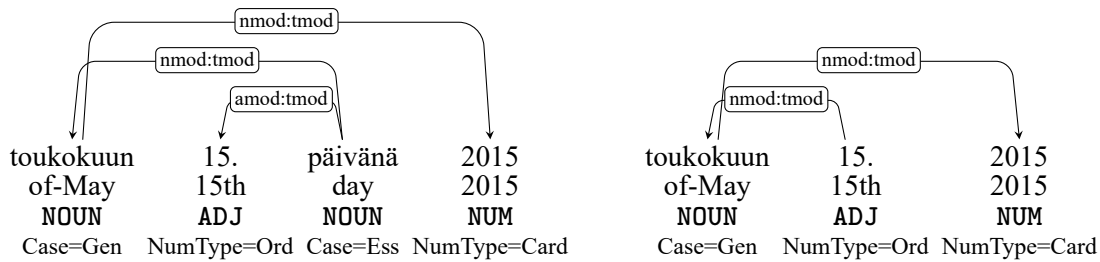 nmod:tmod
nmod:tmod nmod:tmod
amod:tmod nmod:tmod
toukokuun 15. päivänä 2015 toukokuun 15. 2015
of-May 15th day 2015 of-May 15th 2015
NOUN ADJ NOUN NUM NOUN ADJ NUM
Case=Gen NumType=Ord Case=Ess NumType=Card Case=Gen NumType=Ord NumType=Card